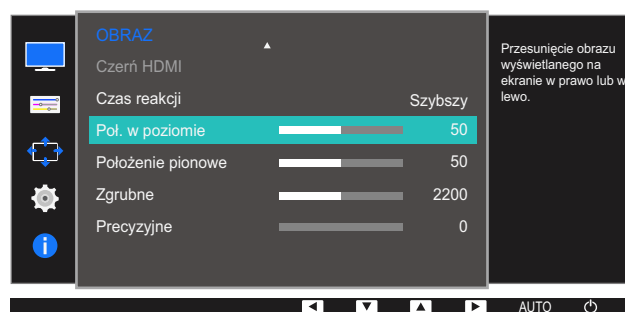 OBRAZ
Czerń HDMI
Czas reakcji Szybszy
Poł. w poziomie 50
Położenie pionowe 50
Zgrubne 2200
Precyzyjne 0
Przesunięcie obrazu
wyświetlanego na
ekranie w prawo lub w
lewo.
AUTO